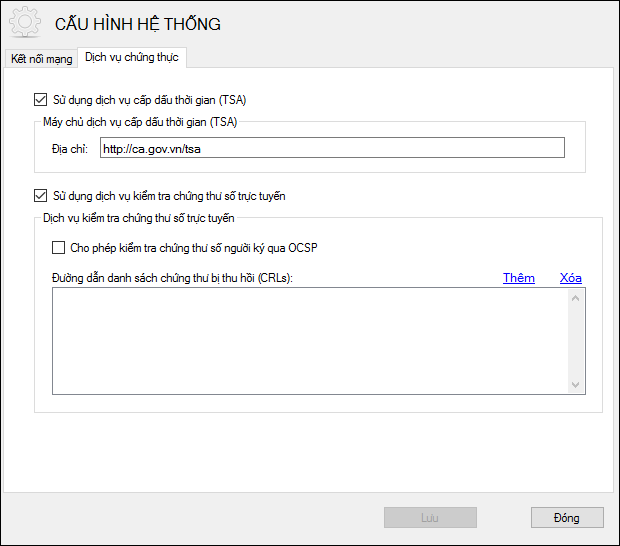 CẤU HÌNH HỆ THỐNG
Kết nối mạng
Dịch vụ chứng thực
Sử dụng dịch vụ cấp dấu thời gian (TSA)
Máy chủ dịch vụ cấp dấu thời gian (TSA)
Địa chỉ: http://ca.gov.vn/tsa
Sử dụng dịch vụ kiểm tra chứng thư số trực tuyến
Dịch vụ kiểm tra chứng thư số trực tuyến
Cho phép kiểm tra chứng thư số người ký qua OCSP
Đường dẫn danh sách chứng thư bị thu hồi (CRLs): Thêm Xóa
Lưu Đóng